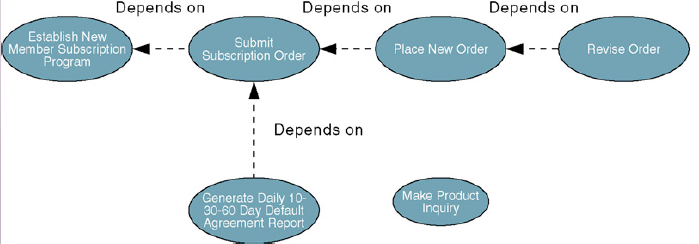 Depends on
Depends on
Depends on
Establish New
Member Subscription
Program
Submit
Subscription Order
Place New Order
Revise Order
Depends on
Generate Daily 10-
30-60 Day Default
Agreement Report
Make Product
Inquiry